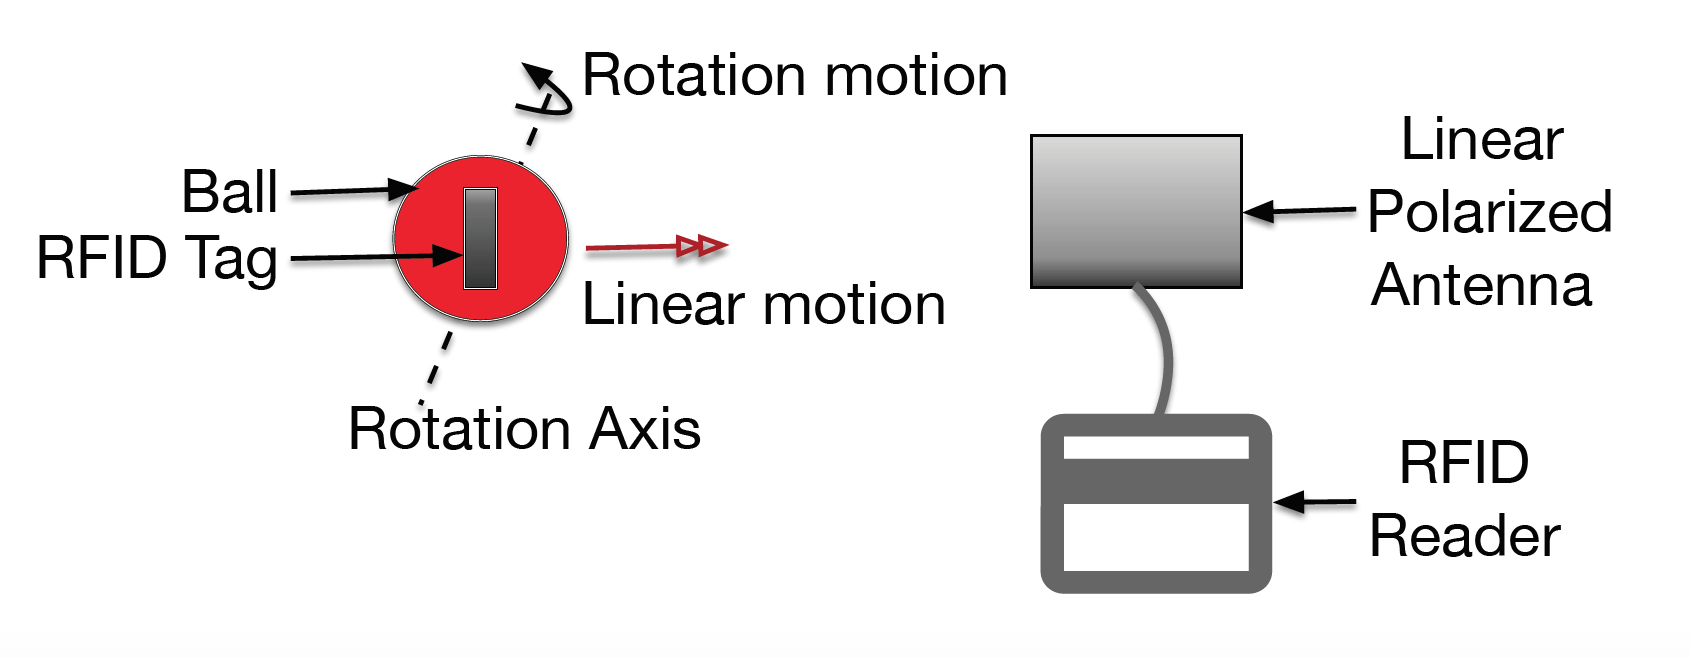 Rotation motion
Ball
RFID Tag
Linear motion
Rotation Axis
Linear
Polarized
Antenna
RFID
Reader